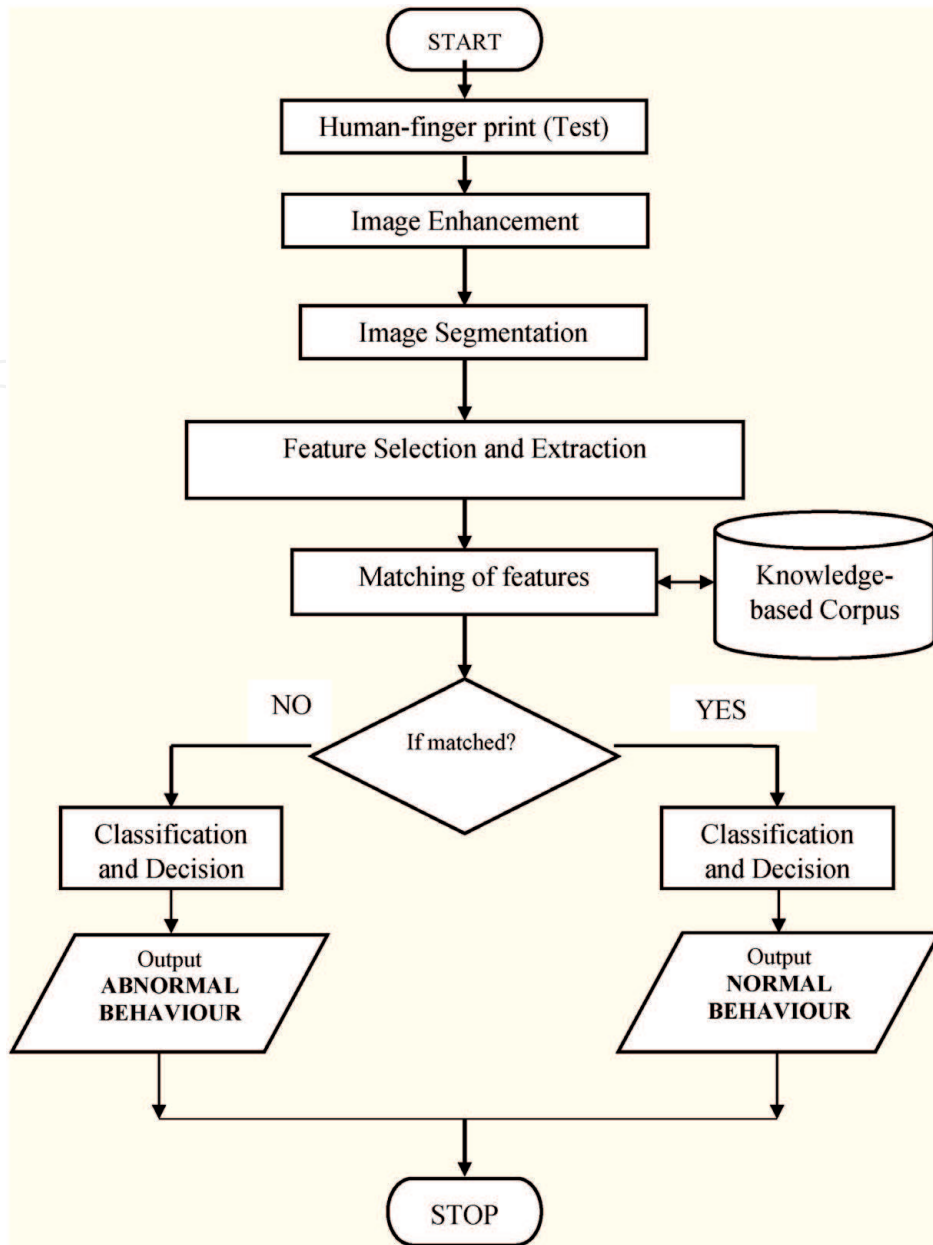 START
Human-finger print (Test)
Image Enhancement
Image Segmentation
Feature Selection and Extraction
Matching of features
Knowledge-
based Corpus
If matched?
NO
YES
Classification
and Decision
Classification
and Decision
Output
ABNORMAL
BEHAVIOUR
Output
NORMAL
BEHAVIOUR
STOP